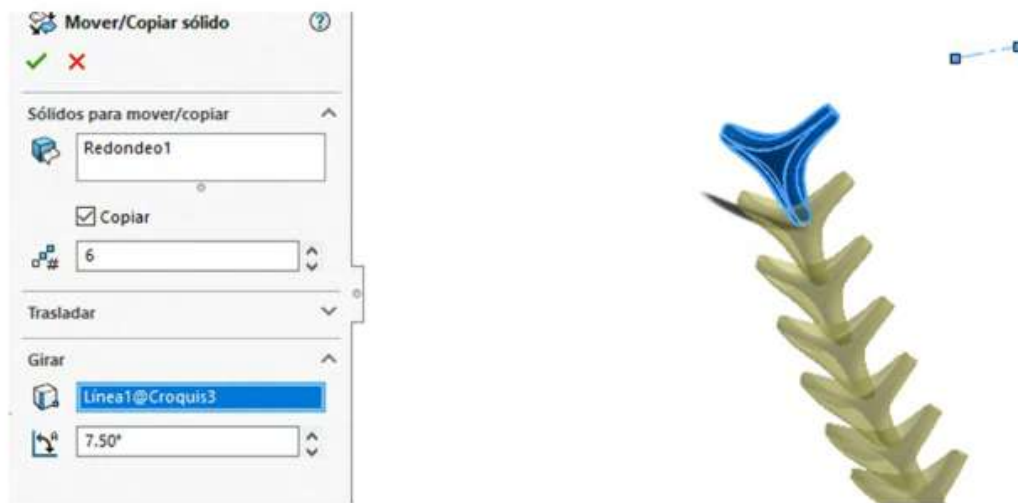 Mover/Copiar sólido
Sólidos para mover/copiar
Redondeo1
Copiar
6
Trasladar
Girar
Línea1@Croquis3
7.50°